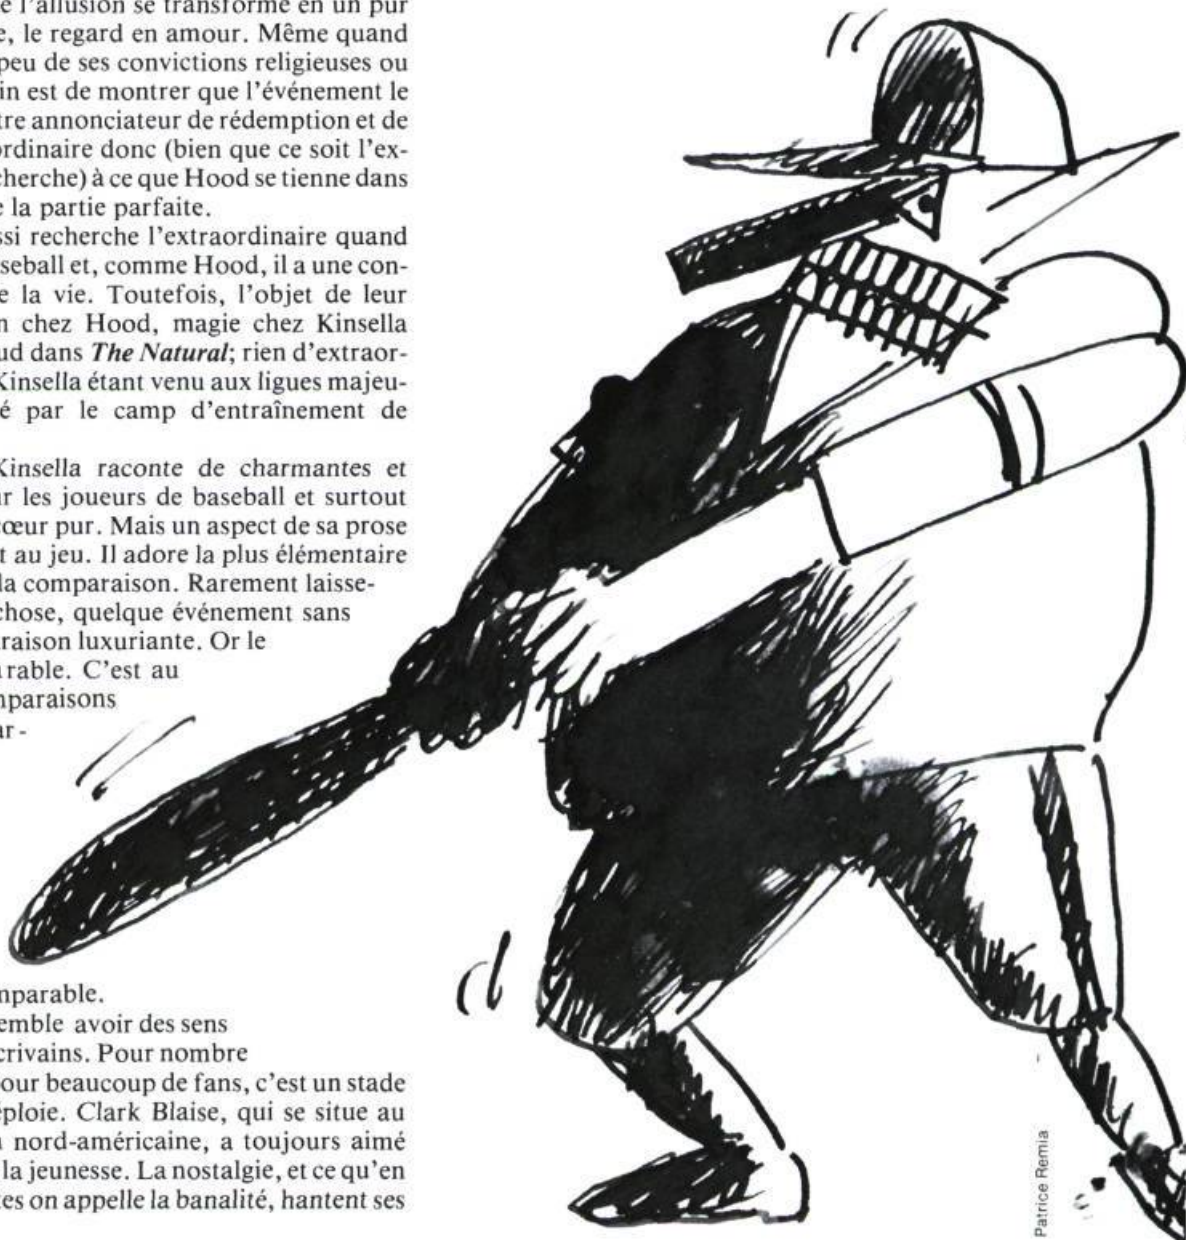 e l'allusion se transforme en un pur
e, le regard en amour. Même quand
peu de ses convictions religieuses ou
in est de montrer que l'événement le
tre annonciateur de rédemption et de
ordinaire donc (bien que ce soit l'ex-
cherche) à ce que Hood se tienne dans
e la partie parfaite.
ssi recherche l'extraordinaire quand
seball et, comme Hood, il a une con-
e la vie. Toutefois, l'objet de leur
n chez Hood, magie chez Kinsella
ud dans The Natural; rien d'extraor-
Kinsella étant venu aux ligues majeu-
é par le camp d'entraînement de
Kinsella raconte de charmantes et
ur les joueurs de baseball et surtout
cœur pur. Mais un aspect de sa prose
t au jeu. Il adore la plus élémentaire
la comparaison. Rarement laisse-
chose, quelque événement sans
raison luxuriante. Or le
rable. C'est au
nparaisons
ar-
nparable.
emble avoir des sens
crivains. Pour nombre
our beaucoup de fans, c'est un stade
éploie. Clark Blaise, qui se situe au
n nord-américaine, a toujours aimé
la jeunesse. La nostalgie, et ce qu'en
tes on appelle la banalité, hantent ses
Patrice Remia